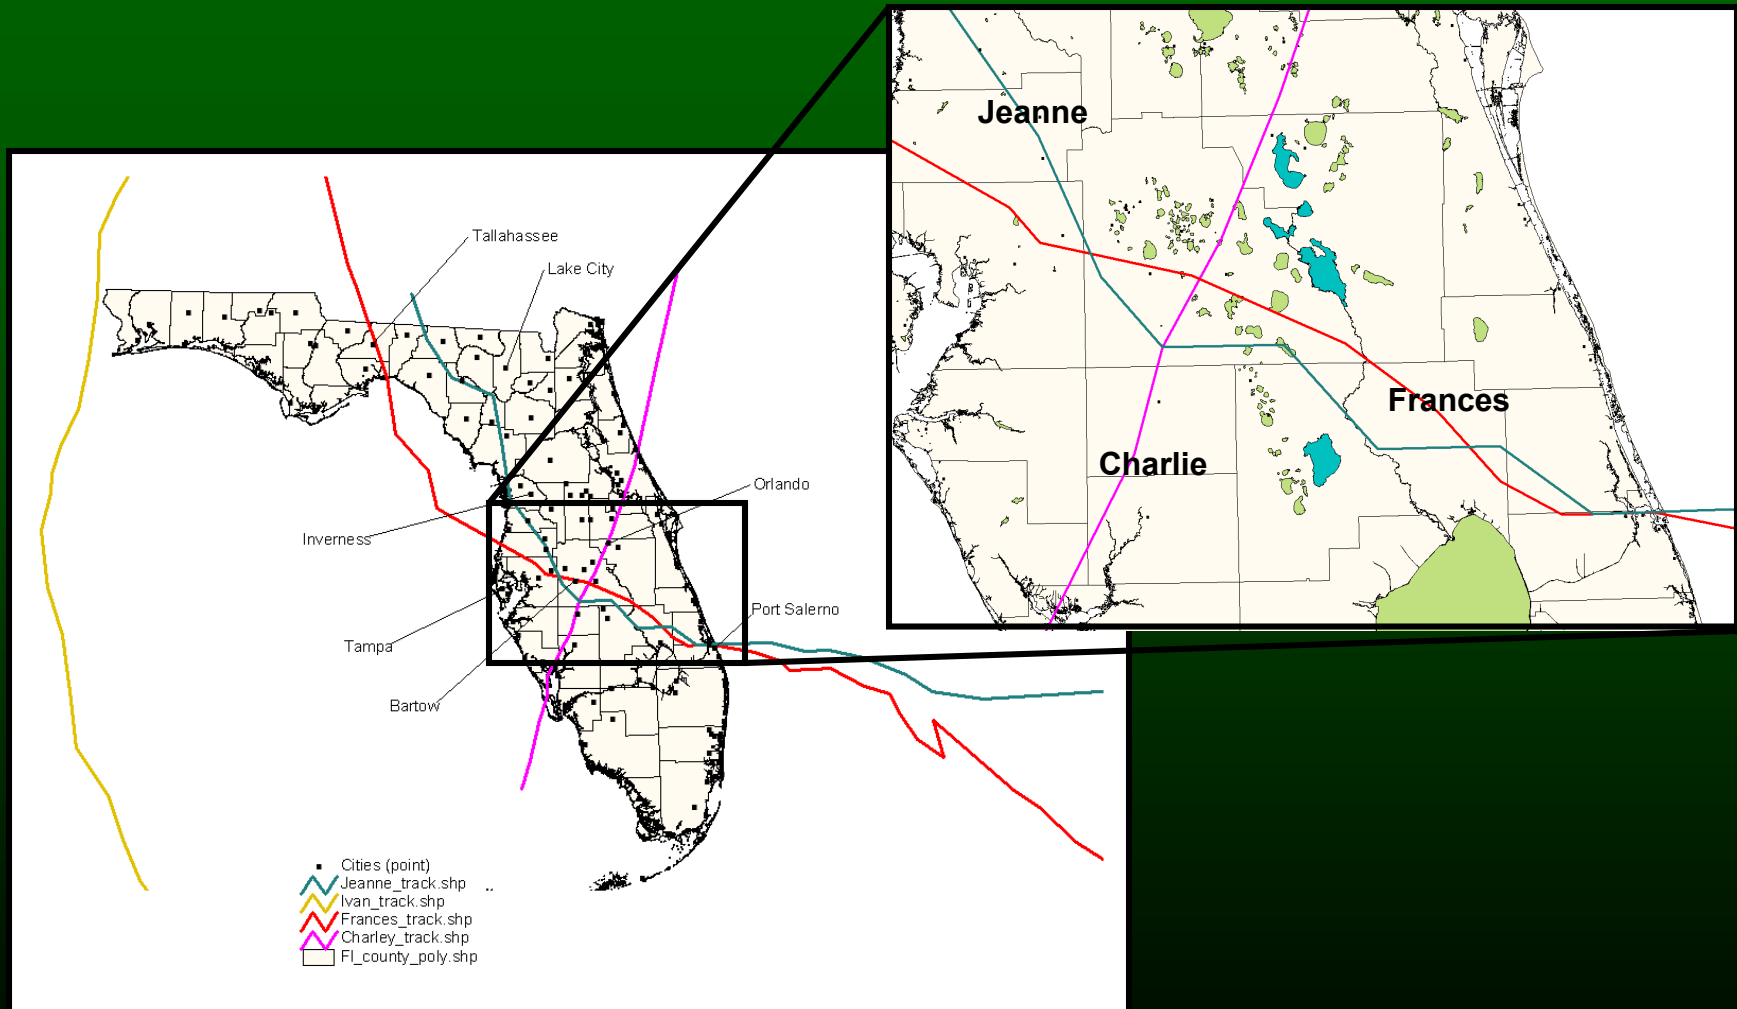 Jeanne
Frances
Charlie
Tallahassee
Lake City
Orlando
Inverness
Port Salerno
Tampa
Bartow
Cities (point)
Jeanne_track.shp
Ivan_track.shp
Frances_track.shp
Charley_track.shp
Fl_county_poly.shp